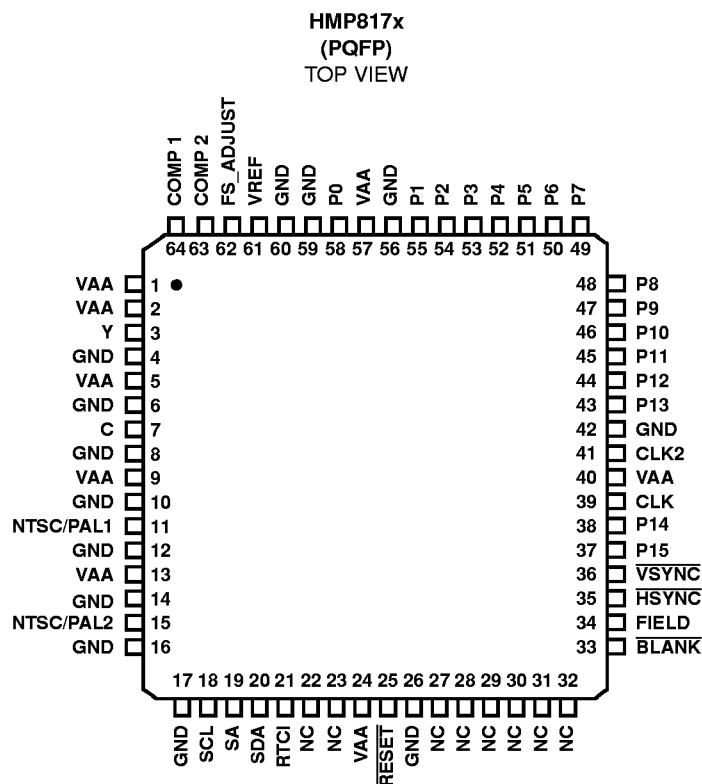 HMP817x
(PQFP)
TOP VIEW
COMP 1
COMP 2
FS_ADJUST
VREF
GND
GND
P0
VAA
GND
P1
P2
P3
P4
P5
P6
P7
64 63 62 61 60 59 58 57 56 55 54 53 52 51 50 49
VAA 1 48 P8
VAA 2 47 P9
Y 3 46 P10
GND 4 45 P11
VAA 5 44 P12
GND 6 43 P13
C 7 42 GND
GND 8 41 CLK2
VAA 9 40 VAA
GND 10 39 CLK
NTSC/PAL1 11 38 P14
GND 12 37 P15
VAA 13 36 VSYNC
GND 14 35 HSYNC
NTSC/PAL2 15 34 FIELD
GND 16 33 BLANK
17 18 19 20 21 22 23 24 25 26 27 28 29 30 31 32
GND
SCL
SA
SDA
RTCI
NC
NC
VAA
RESET
GND
NC
NC
NC
NC
NC
NC